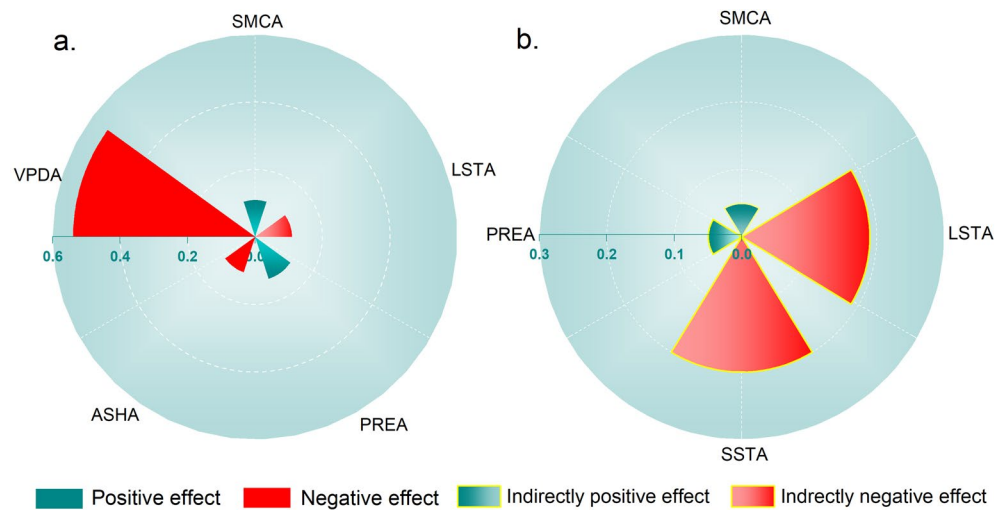 a.
SMCA
LSTA
VPDA
0.6
0.4
0.2
0.0
ASHA
PREA
b.
SMCA
PREA
LSTA
0.3
0.2
0.1
0.0
SSTA
Positive effect
Negative effect
Indirectly positive effect
Indrectly negative effect